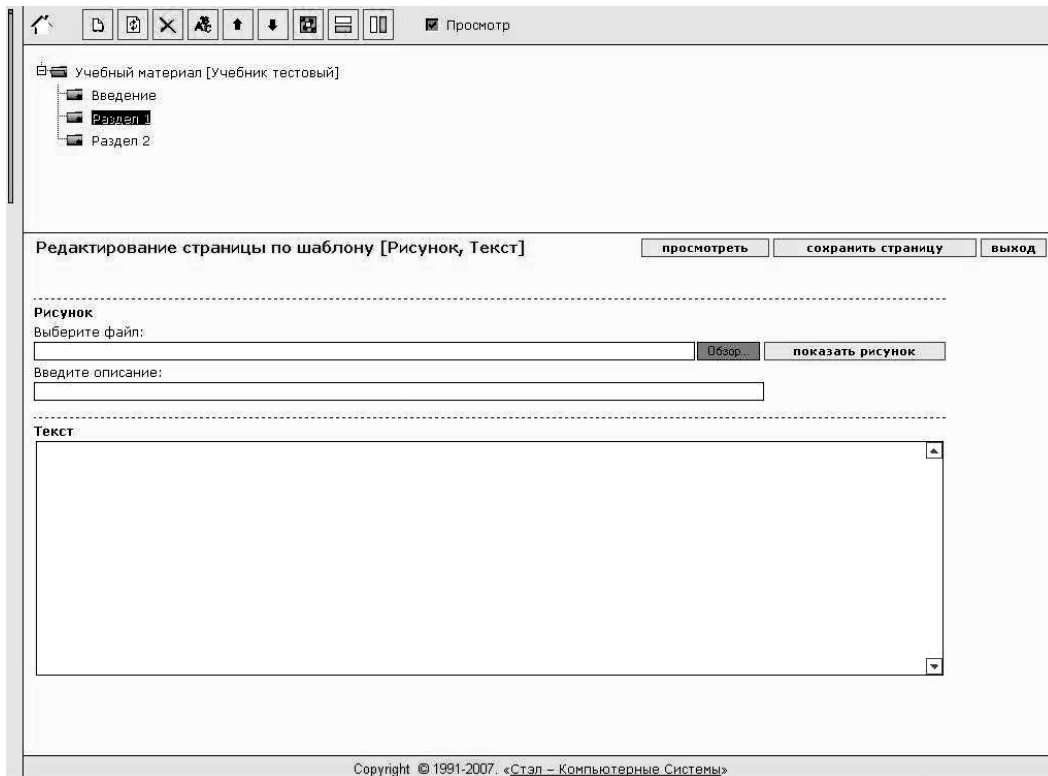 Просмотр
Учебный материал [Учебник тестовый]
Введение
Раздел 1
Раздел 2
Редактирование страницы по шаблону [Рисунок, Текст] просмотреть сохранить страницу выход
Рисунок
Выберите файл:
Обзор... показать рисунок
Введите описание:
Текст
Copyright © 1991-2007. «Стэл – Компьютерные Системы»